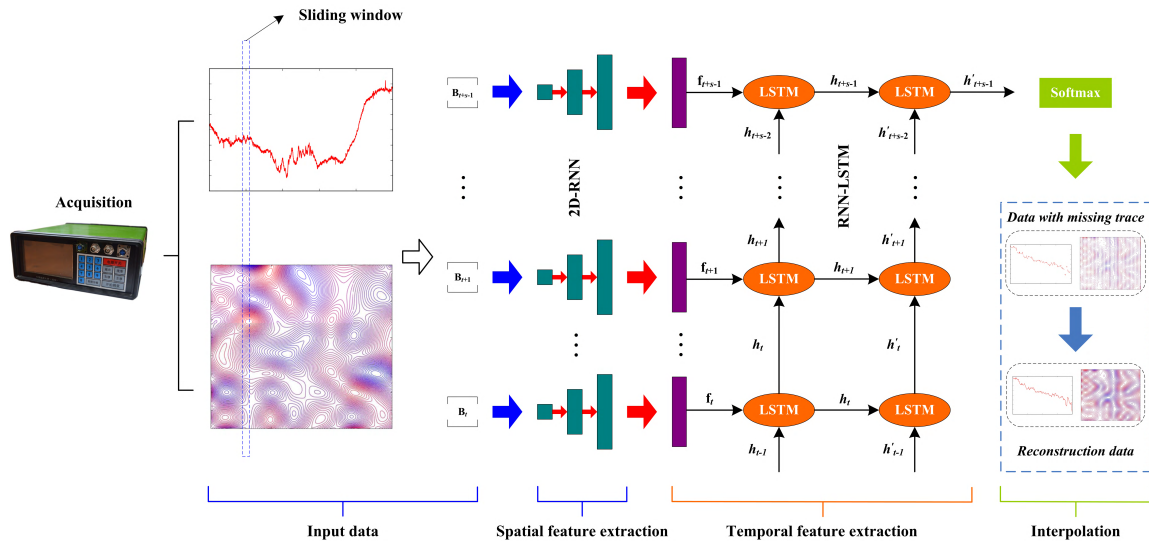 Sliding window
Acquisition
B_{t+s-1}
B_{t+1}
B_t
2D-RNN
f_{t+s-1}
LSTM
h_{t+s-1}
LSTM
h'_{t+s-1}
Softmax
h_{t+s-2}
h'_{t+s-2}
RNN-LSTM
h_{t+1}
h'_{t+1}
f_{t+1}
LSTM
h_{t+1}
LSTM
h_t
h'_t
f_t
LSTM
h_t
LSTM
h_{t-1}
h'_{t-1}
Data with missing trace
Reconstruction data
Input data
Spatial feature extraction
Temporal feature extraction
Interpolation